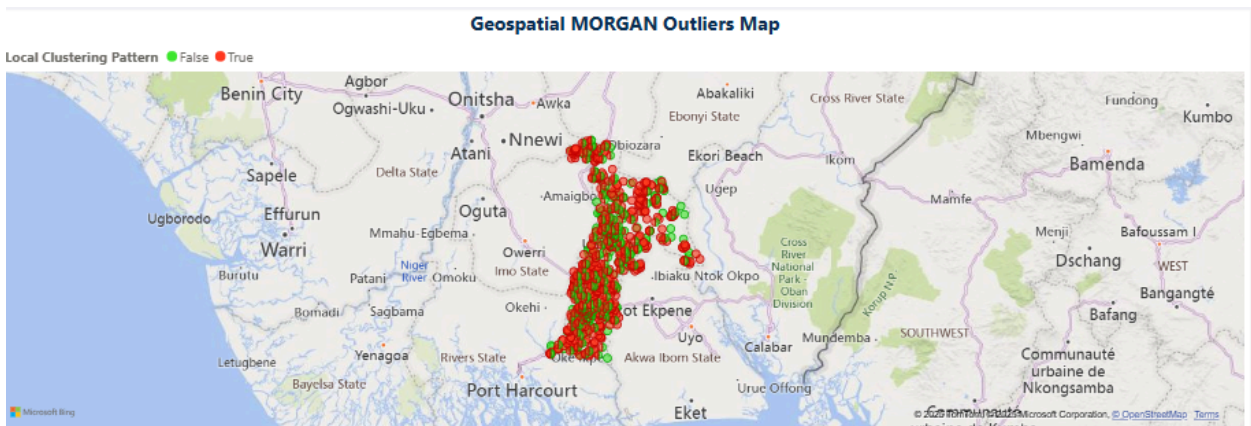 Geospatial MORGAN Outliers Map
Local Clustering Pattern False True
Agbor
Benin City
Ogwashi-Uku
Onitsha
Awka
Abakaliki
Cross River State
Fundong
Kumbo
Ebonyi State
Nnewi
Obiozara
Mbengwi
Atani
Ekori Beach
Ikom
Bamenda
Sapele
Delta State
Ugep
Amaigbo
Mamfe
Oguta
Ugborodo
Effurun
Mmahu-Egbema
Menji
Bafoussam I
Warri
Owerri
Cross
River
National
Park -
Oban
Division
Dschang
WEST
Burutu
Patani
Niger
River
Omoku
Imo State
Ibiaku Ntok Okpo
Korup N.P.
Bangangté
Bomadi
Sagbama
Okehi
kot Ekpene
Bafang
Uyo
Calabar
Mundemba
SOUTHWEST
Letugbene
Yenagoa
Rivers State
Akwa Ibom State
Communauté
urbaine de
Nkongsamba
Bayelsa State
Port Harcourt
Urue Offong
Eket
Microsoft Bing
Microsoft Corporation, © OpenStreetMap Terms